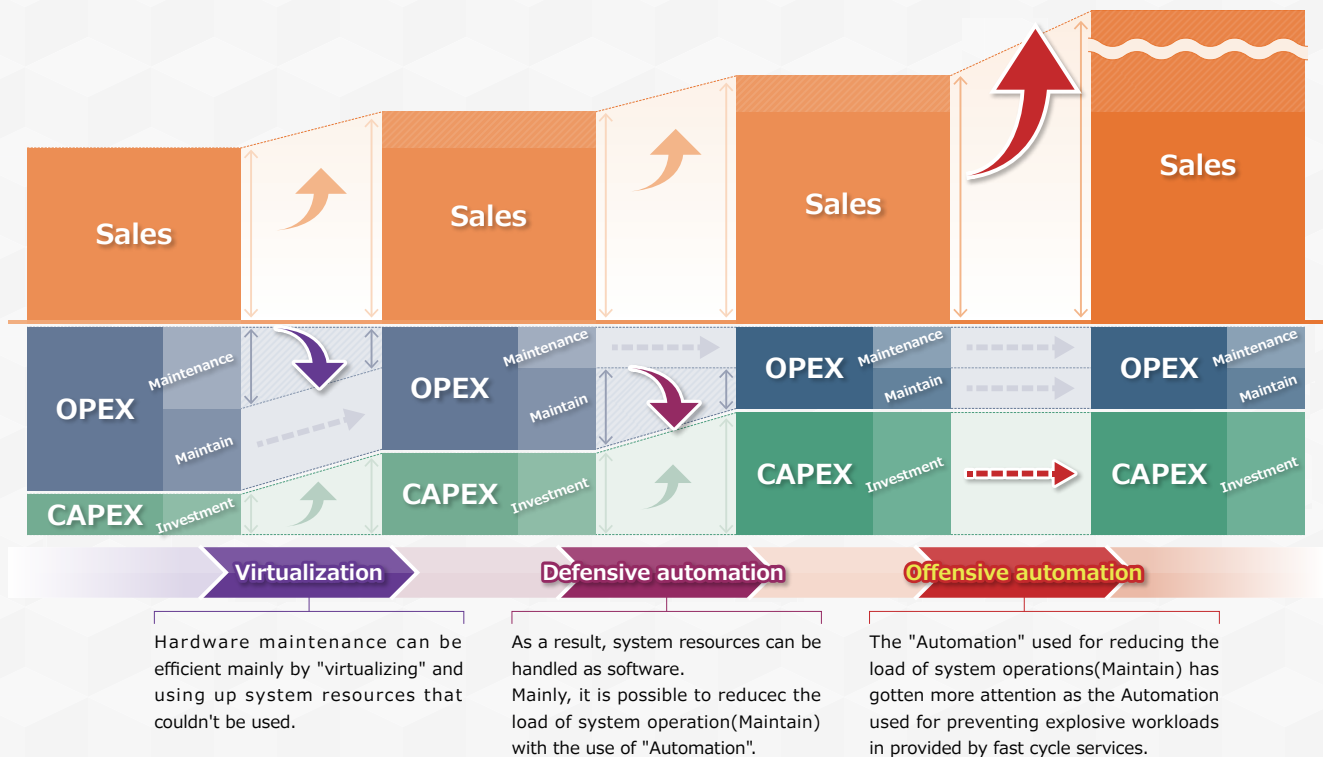 Sales
Sales
Sales
Sales
OPEX
Maintenance
Maintain
CAPEX
Investment
OPEX
Maintenance
Maintain
CAPEX
Investment
OPEX
Maintenance
Maintain
CAPEX
Investment
OPEX
Maintenance
Maintain
CAPEX
Investment
Virtualization
Defensive automation
Offensive automation
Hardware maintenance can be
efficient mainly by "virtualizing" and
using up system resources that
couldn't be used.
As a result, system resources can be
handled as software.
Mainly, it is possible to reducec the
load of system operation(Maintain)
with the use of "Automation".
The "Automation" used for reducing the
load of system operations(Maintain) has
gotten more attention as the Automation
used for preventing explosive workloads
in provided by fast cycle services.